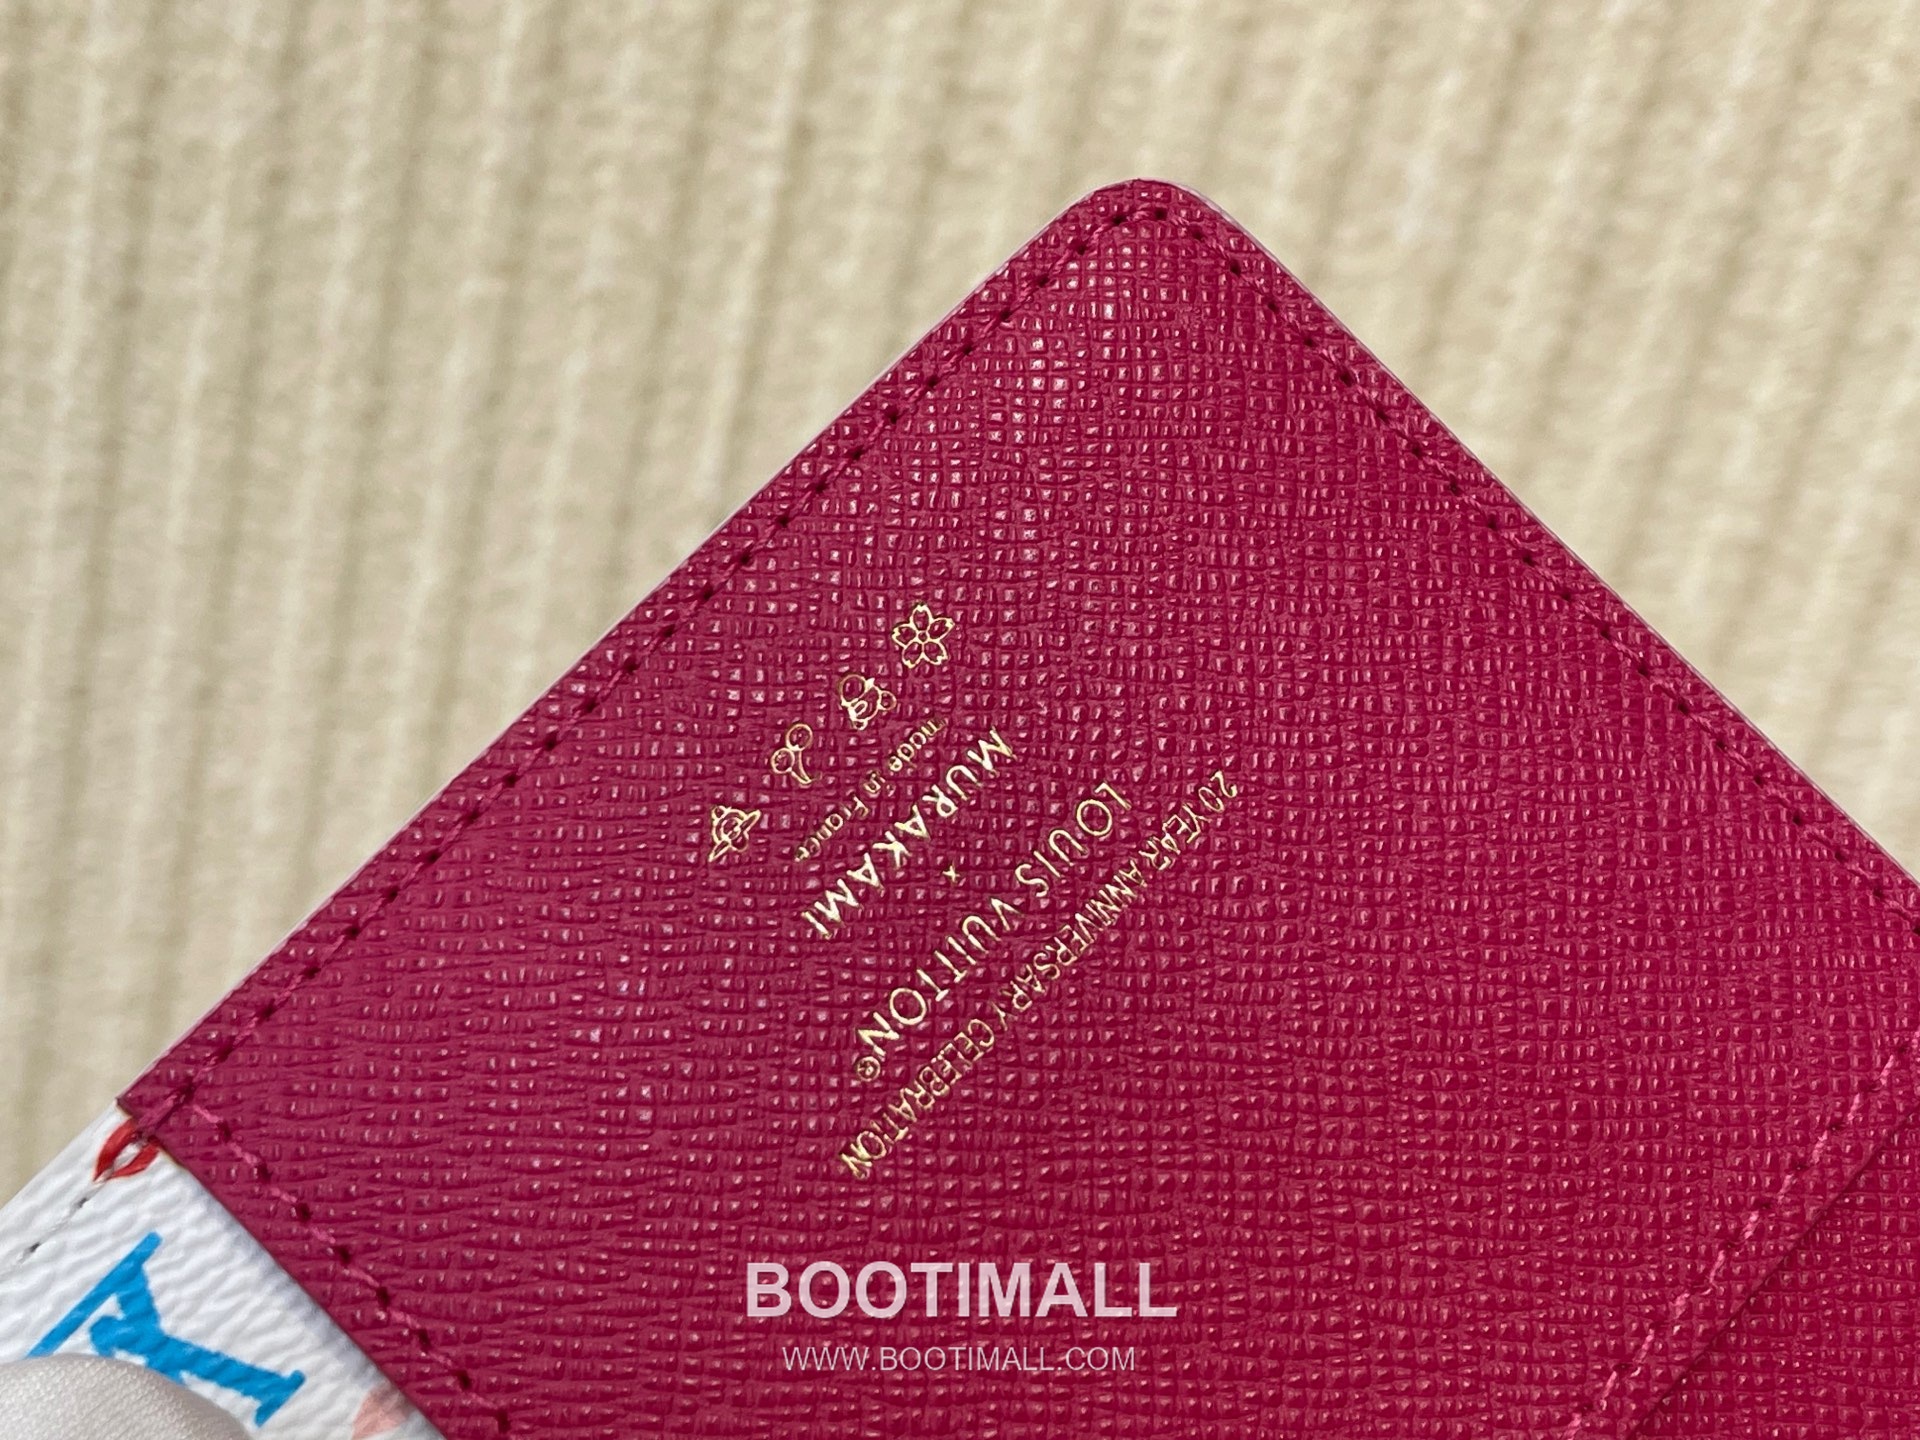 20 YEAR ANNIVERSARY CELEBRATION
LOUIS VUITTON®
x
MURAKAMI
made in France
BOOTIMALL
WWW.BOOTIMALL.COM